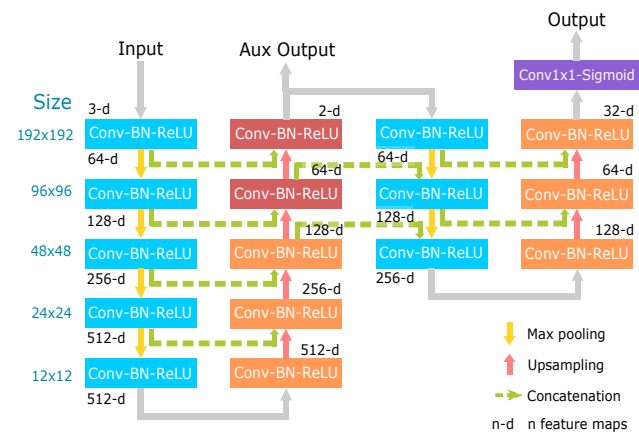 Output
Input
Aux Output
Conv1x1-Sigmoid
Size
3-d
2-d
32-d
192x192
Conv-BN-ReLU
Conv-BN-ReLU
Conv-BN-ReLU
Conv-BN-ReLU
64-d
64-d
64-d
64-d
96x96
Conv-BN-ReLU
Conv-BN-ReLU
Conv-BN-ReLU
Conv-BN-ReLU
128-d
128-d
128-d
128-d
48x48
Conv-BN-ReLU
Conv-BN-ReLU
Conv-BN-ReLU
Conv-BN-ReLU
256-d
256-d
256-d
24x24
Conv-BN-ReLU
Conv-BN-ReLU
512-d
512-d
12x12
Conv-BN-ReLU
Conv-BN-ReLU
512-d
Max pooling
Upsampling
Concatenation
n-d n feature maps